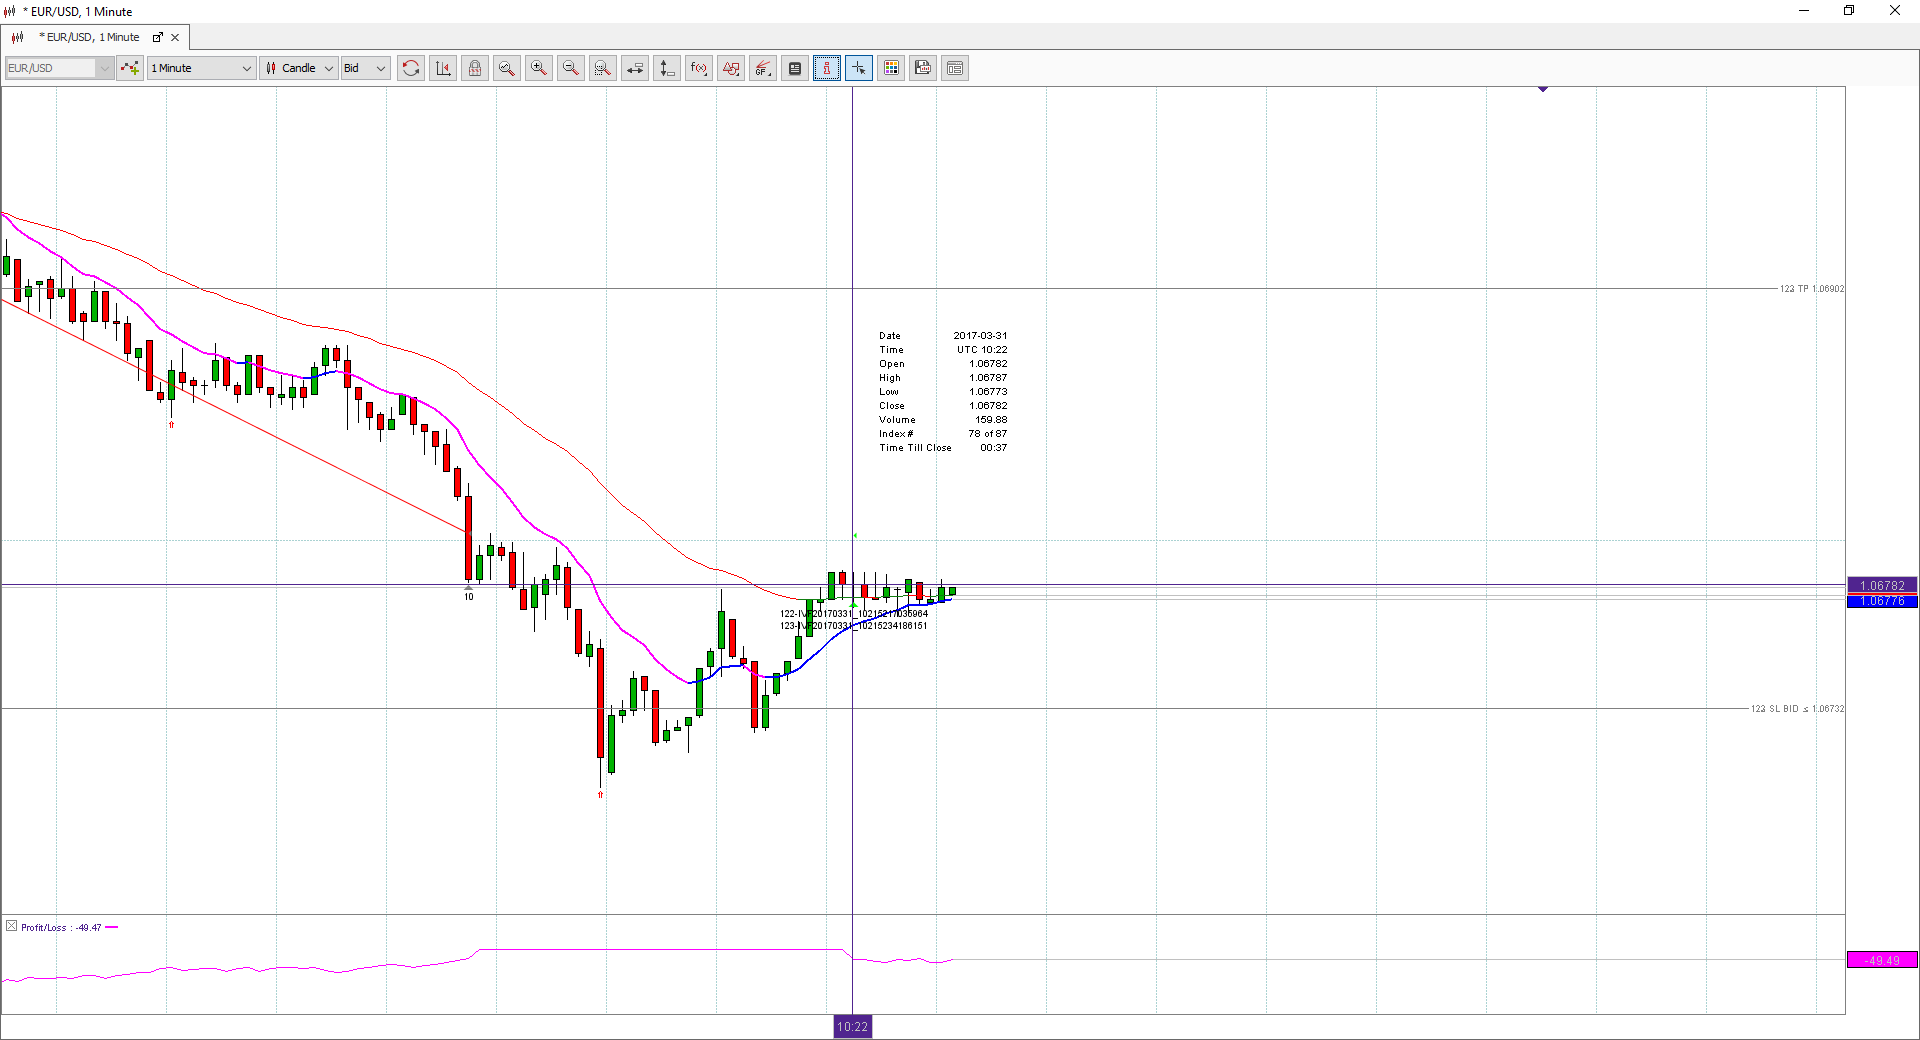 * EUR/USD, 1 Minute
* EUR/USD, 1 Minute
EUR/USD 1 Minute Candle Bid f(x) GF i
123 TP 1.06902
Date 2017-03-31
Time UTC 10:22
Open 1.06782
High 1.06787
Low 1.06773
Close 1.06782
Volume 159.88
Index # 78 of 87
Time Till Close 00:37
1.06782
10
1.06776
123 SL BID ≤ 1.06732
Profit/Loss : -49.47
-49.49
10:22